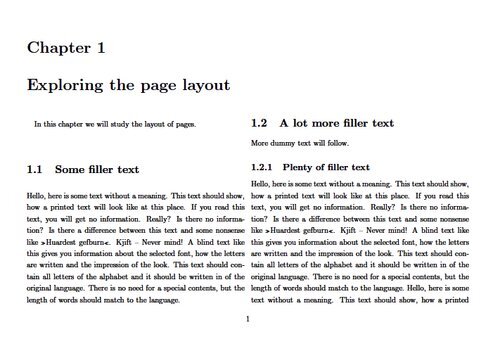 Chapter 1
Exploring the page layout
In this chapter we will study the layout of pages.
1.1 Some filler text
Hello, here is some text without a meaning. This text should show,
how a printed text will look like at this place. If you read this
text, you will get no information. Really? Is there no informa-
tion? Is there a difference between this text and some nonsense
like »Huardest gefburn«. Kjift – Never mind! A blind text like
this gives you information about the selected font, how the letters
are written and the impression of the look. This text should con-
tain all letters of the alphabet and it should be written in of the
original language. There is no need for a special contents, but the
length of words should match to the language.
1.2 A lot more filler text
More dummy text will follow.
1.2.1 Plenty of filler text
Hello, here is some text without a meaning. This text should show,
how a printed text will look like at this place. If you read this
text, you will get no information. Really? Is there no informa-
tion? Is there a difference between this text and some nonsense
like »Huardest gefburn«. Kjift – Never mind! A blind text like
this gives you information about the selected font, how the letters
are written and the impression of the look. This text should con-
tain all letters of the alphabet and it should be written in of the
original language. There is no need for a special contents, but the
length of words should match to the language. Hello, here is some
text without a meaning. This text should show, how a printed
1